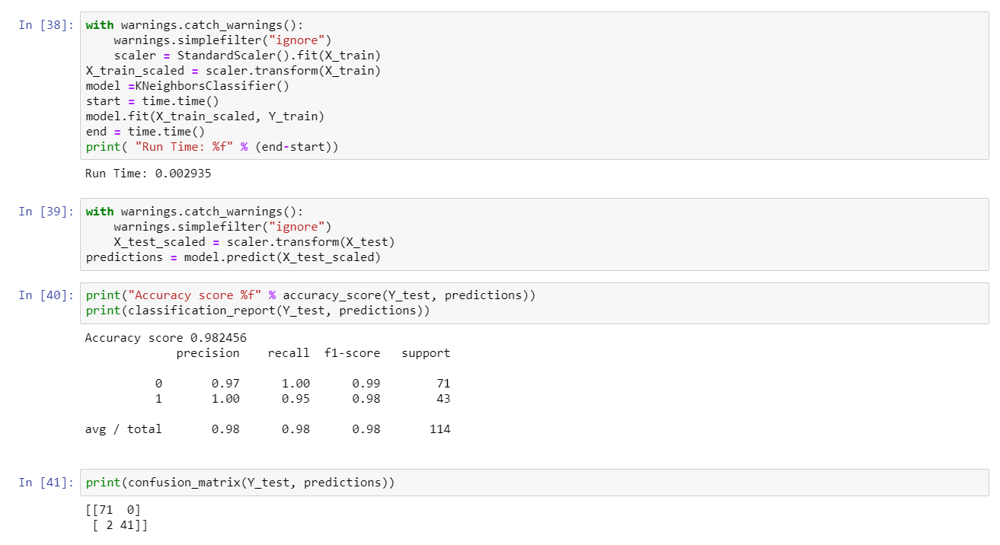 In [38]: with warnings.catch_warnings():
    warnings.simplefilter("ignore")
    scaler = StandardScaler().fit(X_train)
X_train_scaled = scaler.transform(X_train)
model =KNeighborsClassifier()
start = time.time()
model.fit(X_train_scaled, Y_train)
end = time.time()
print( "Run Time: %f" % (end-start))
Run Time: 0.002935
In [39]: with warnings.catch_warnings():
    warnings.simplefilter("ignore")
    X_test_scaled = scaler.transform(X_test)
predictions = model.predict(X_test_scaled)
In [40]: print("Accuracy score %f" % accuracy_score(Y_test, predictions))
print(classification_report(Y_test, predictions))
Accuracy score 0.982456
             precision    recall  f1-score   support
          0       0.97      1.00      0.99        71
          1       1.00      0.95      0.98        43
avg / total       0.98      0.98      0.98       114
In [41]: print(confusion_matrix(Y_test, predictions))
[[71  0]
 [ 2 41]]